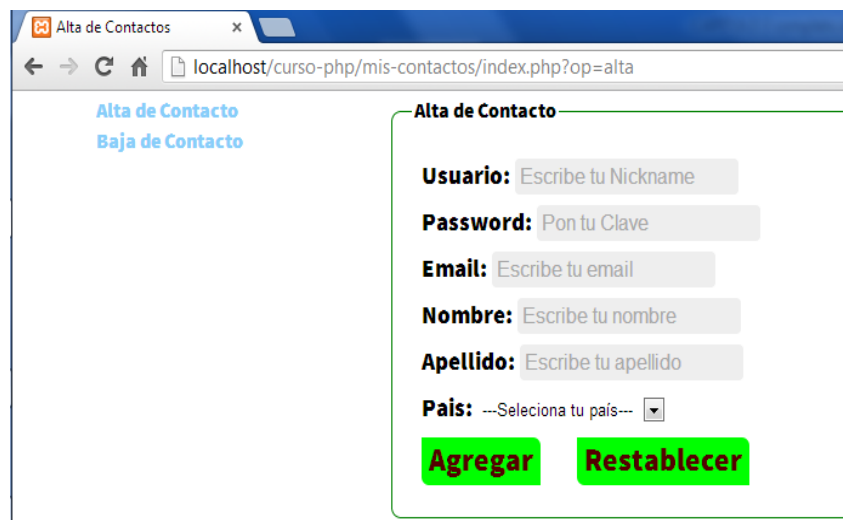 Alta de Contactos
localhost/curso-php/mis-contactos/index.php?op=alta
Alta de Contacto
Baja de Contacto
Alta de Contacto
Usuario: Escribe tu Nickname
Password: Pon tu Clave
Email: Escribe tu email
Nombre: Escribe tu nombre
Apellido: Escribe tu apellido
Pais: ---Seleciona tu país---
Agregar Restablecer